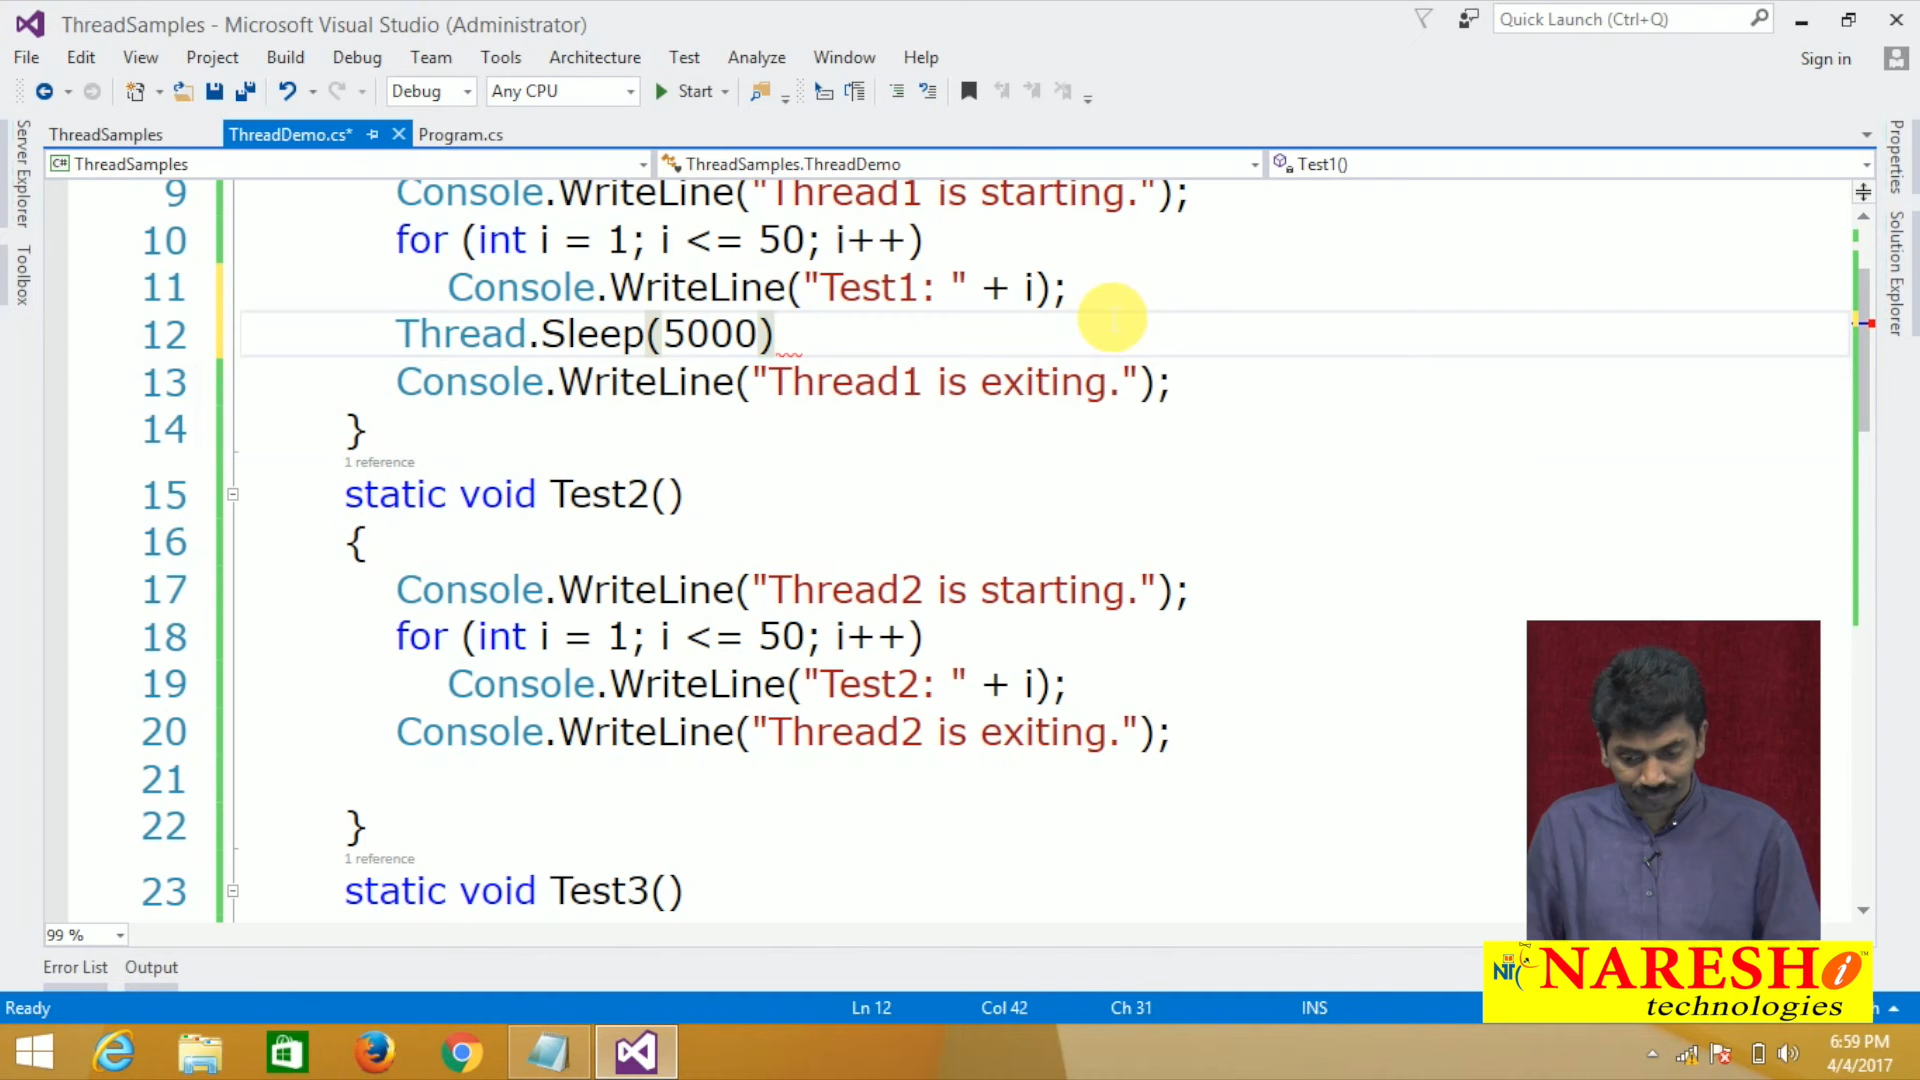 ThreadSamples - Microsoft Visual Studio (Administrator)
Quick Launch (Ctrl+Q)
File Edit View Project Build Debug Team Tools Architecture Test Analyze Window Help
Sign in
Debug Any CPU Start
ThreadSamples ThreadDemo.cs* Program.cs
C# ThreadSamples ThreadSamples.ThreadDemo Test1()
Server Explorer
Toolbox
Properties
Solution Explorer
9 Console.WriteLine("Thread1 is starting.");
10 for (int i = 1; i <= 50; i++)
11 Console.WriteLine("Test1: " + i);
12 Thread.Sleep(5000)
13 Console.WriteLine("Thread1 is exiting.");
14 }
1 reference
15 static void Test2()
16 {
17 Console.WriteLine("Thread2 is starting.");
18 for (int i = 1; i <= 50; i++)
19 Console.WriteLine("Test2: " + i);
20 Console.WriteLine("Thread2 is exiting.");
21
22 }
1 reference
23 static void Test3()
99 %
Error List Output
Ready Ln 12 Col 42 Ch 31 INS
NARESH i
technologies
6:59 PM
4/4/2017